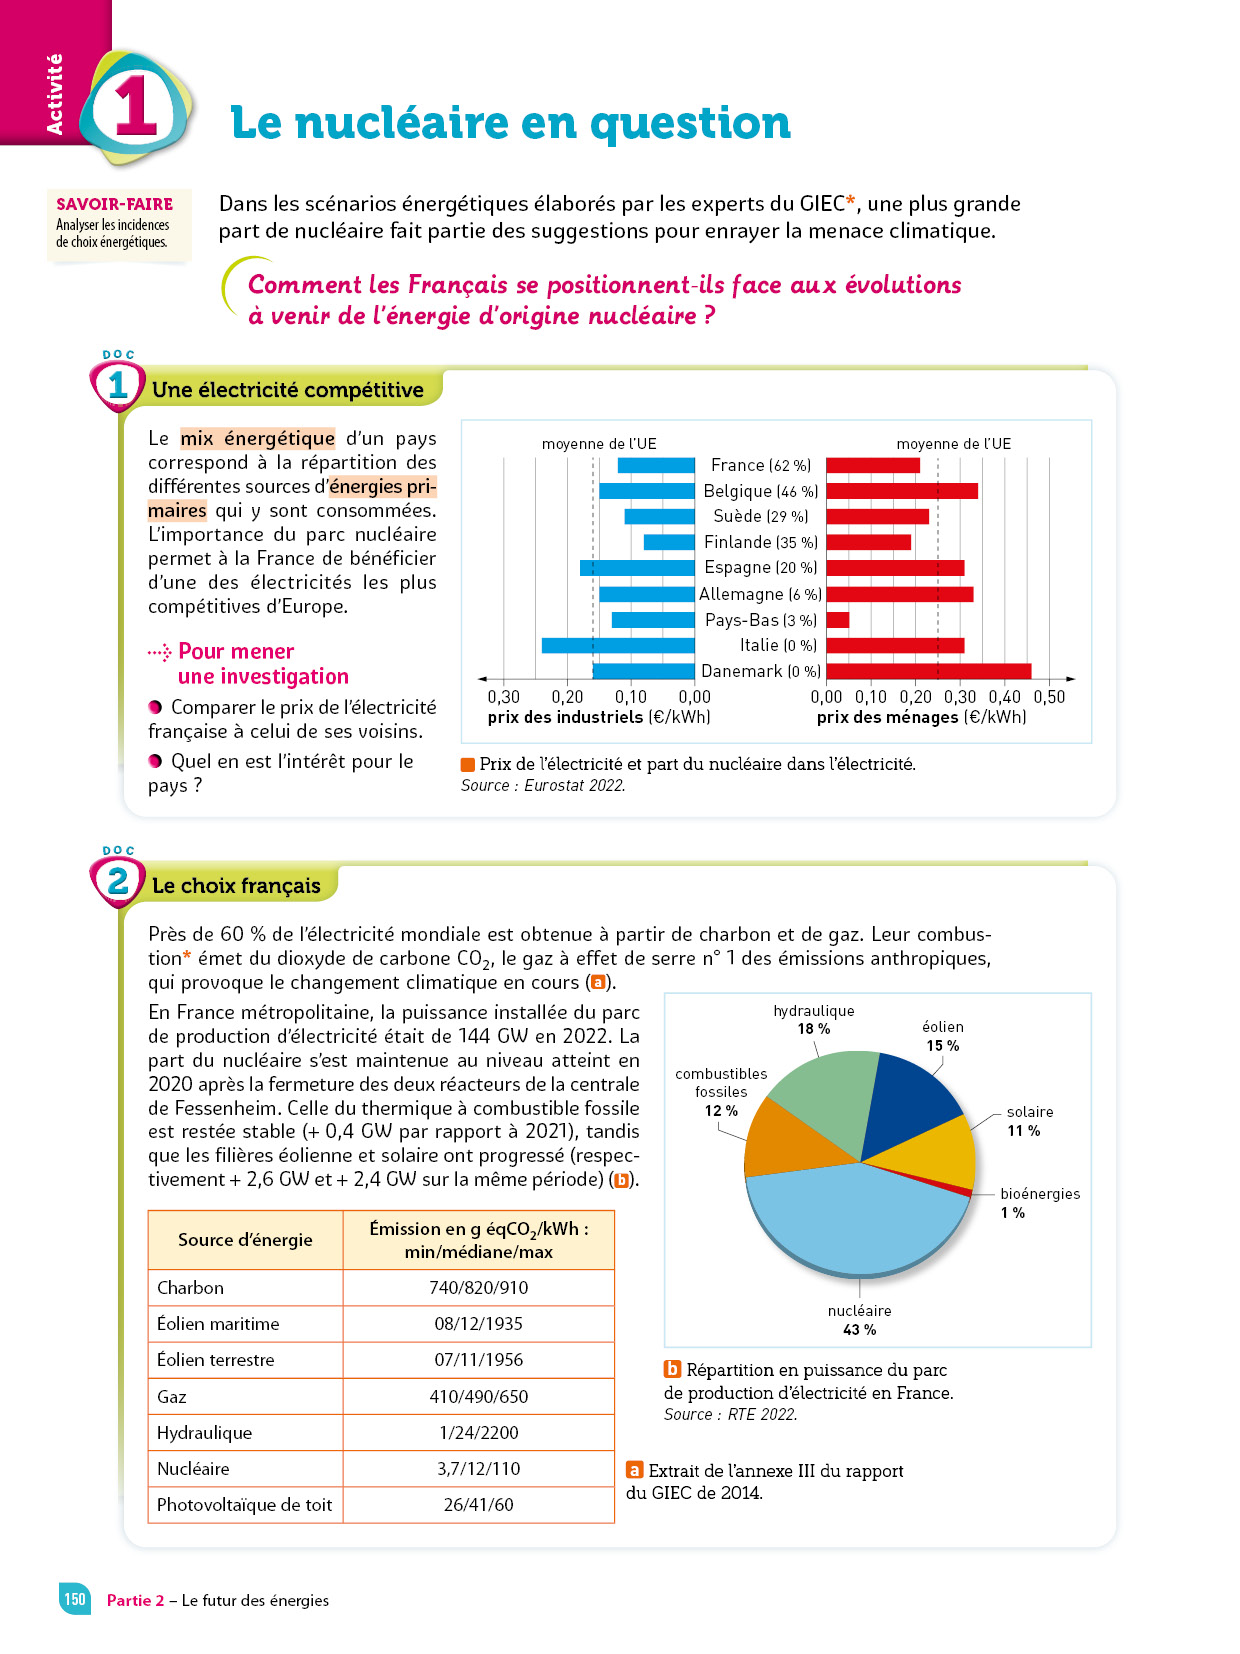 Activité
1
Le nucléaire en question
SAVOIR-FAIRE
Analyser les incidences
de choix énergétiques.
Dans les scénarios énergétiques élaborés par les experts du GIEC*, une plus grande
part de nucléaire fait partie des suggestions pour enrayer la menace climatique.
Comment les Français se positionnent-ils face aux évolutions
à venir de l'énergie d'origine nucléaire ?
DOC
1
Une électricité compétitive
Le mix énergétique d'un pays
correspond à la répartition des
différentes sources d'énergies pri-
maires qui y sont consommées.
L'importance du parc nucléaire
permet à la France de bénéficier
d'une des électricités les plus
compétitives d'Europe.
Pour mener
une investigation
● Comparer le prix de l'électricité
française à celui de ses voisins.
● Quel en est l'intérêt pour le
pays ?
moyenne de l'UE
moyenne de l'UE
France (62 %)
Belgique (46 %)
Suède (29 %)
Finlande (35 %)
Espagne (20 %)
Allemagne (6 %)
Pays-Bas (3 %)
Italie (0 %)
Danemark (0 %)
0,30 0,20 0,10 0,00
0,00 0,10 0,20 0,30 0,40 0,50
prix des industriels (€/kWh)
prix des ménages (€/kWh)
Prix de l'électricité et part du nucléaire dans l'électricité.
Source : Eurostat 2022.
DOC
2
Le choix français
Près de 60 % de l'électricité mondiale est obtenue à partir de charbon et de gaz. Leur combus-
tion* émet du dioxyde de carbone CO₂, le gaz à effet de serre n° 1 des émissions anthropiques,
qui provoque le changement climatique en cours (a).
En France métropolitaine, la puissance installée du parc
de production d'électricité était de 144 GW en 2022. La
part du nucléaire s'est maintenue au niveau atteint en
2020 après la fermeture des deux réacteurs de la centrale
de Fessenheim. Celle du thermique à combustible fossile
est restée stable (+ 0,4 GW par rapport à 2021), tandis
que les filières éolienne et solaire ont progressé (respec-
tivement + 2,6 GW et + 2,4 GW sur la même période) (b).
Source d'énergie
Émission en g éqCO₂/kWh :
min/médiane/max
Charbon 740/820/910
Éolien maritime 08/12/1935
Éolien terrestre 07/11/1956
Gaz 410/490/650
Hydraulique 1/24/2200
Nucléaire 3,7/12/110
Photovoltaïque de toit 26/41/60
hydraulique
18 %
éolien
15 %
combustibles
fossiles
12 %
solaire
11 %
bioénergies
1 %
nucléaire
43 %
b Répartition en puissance du parc
de production d'électricité en France.
Source : RTE 2022.
a Extrait de l'annexe III du rapport
du GIEC de 2014.
150
Partie 2 – Le futur des énergies